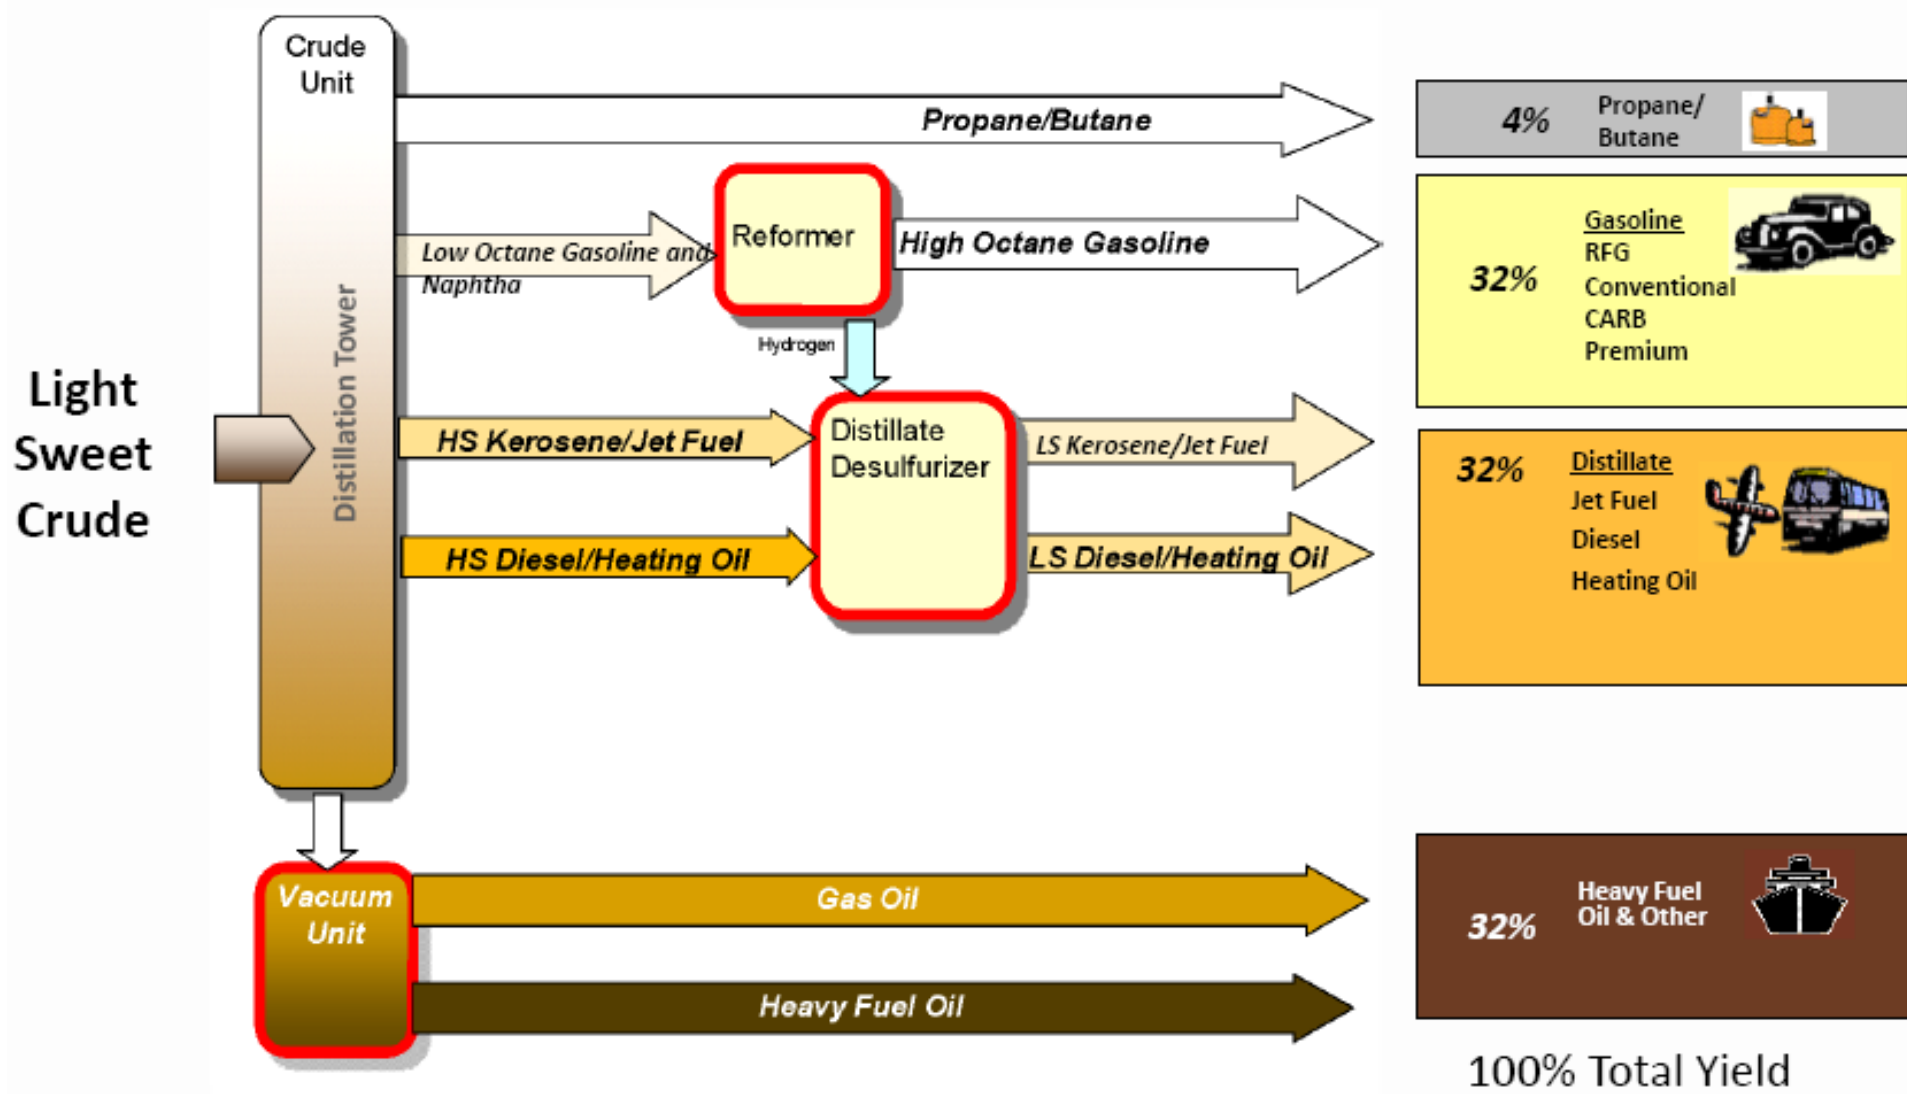 Crude
Unit
Distillation Tower
Light
Sweet
Crude
Propane/Butane
Low Octane Gasoline and
Naphtha
Reformer
High Octane Gasoline
Hydrogen
HS Kerosene/Jet Fuel
Distillate
Desulfurizer
LS Kerosene/Jet Fuel
HS Diesel/Heating Oil
LS Diesel/Heating Oil
Vacuum
Unit
Gas Oil
Heavy Fuel Oil
4%
Propane/
Butane
32%
Gasoline
RFG
Conventional
CARB
Premium
32%
Distillate
Jet Fuel
Diesel
Heating Oil
32%
Heavy Fuel
Oil & Other
100% Total Yield